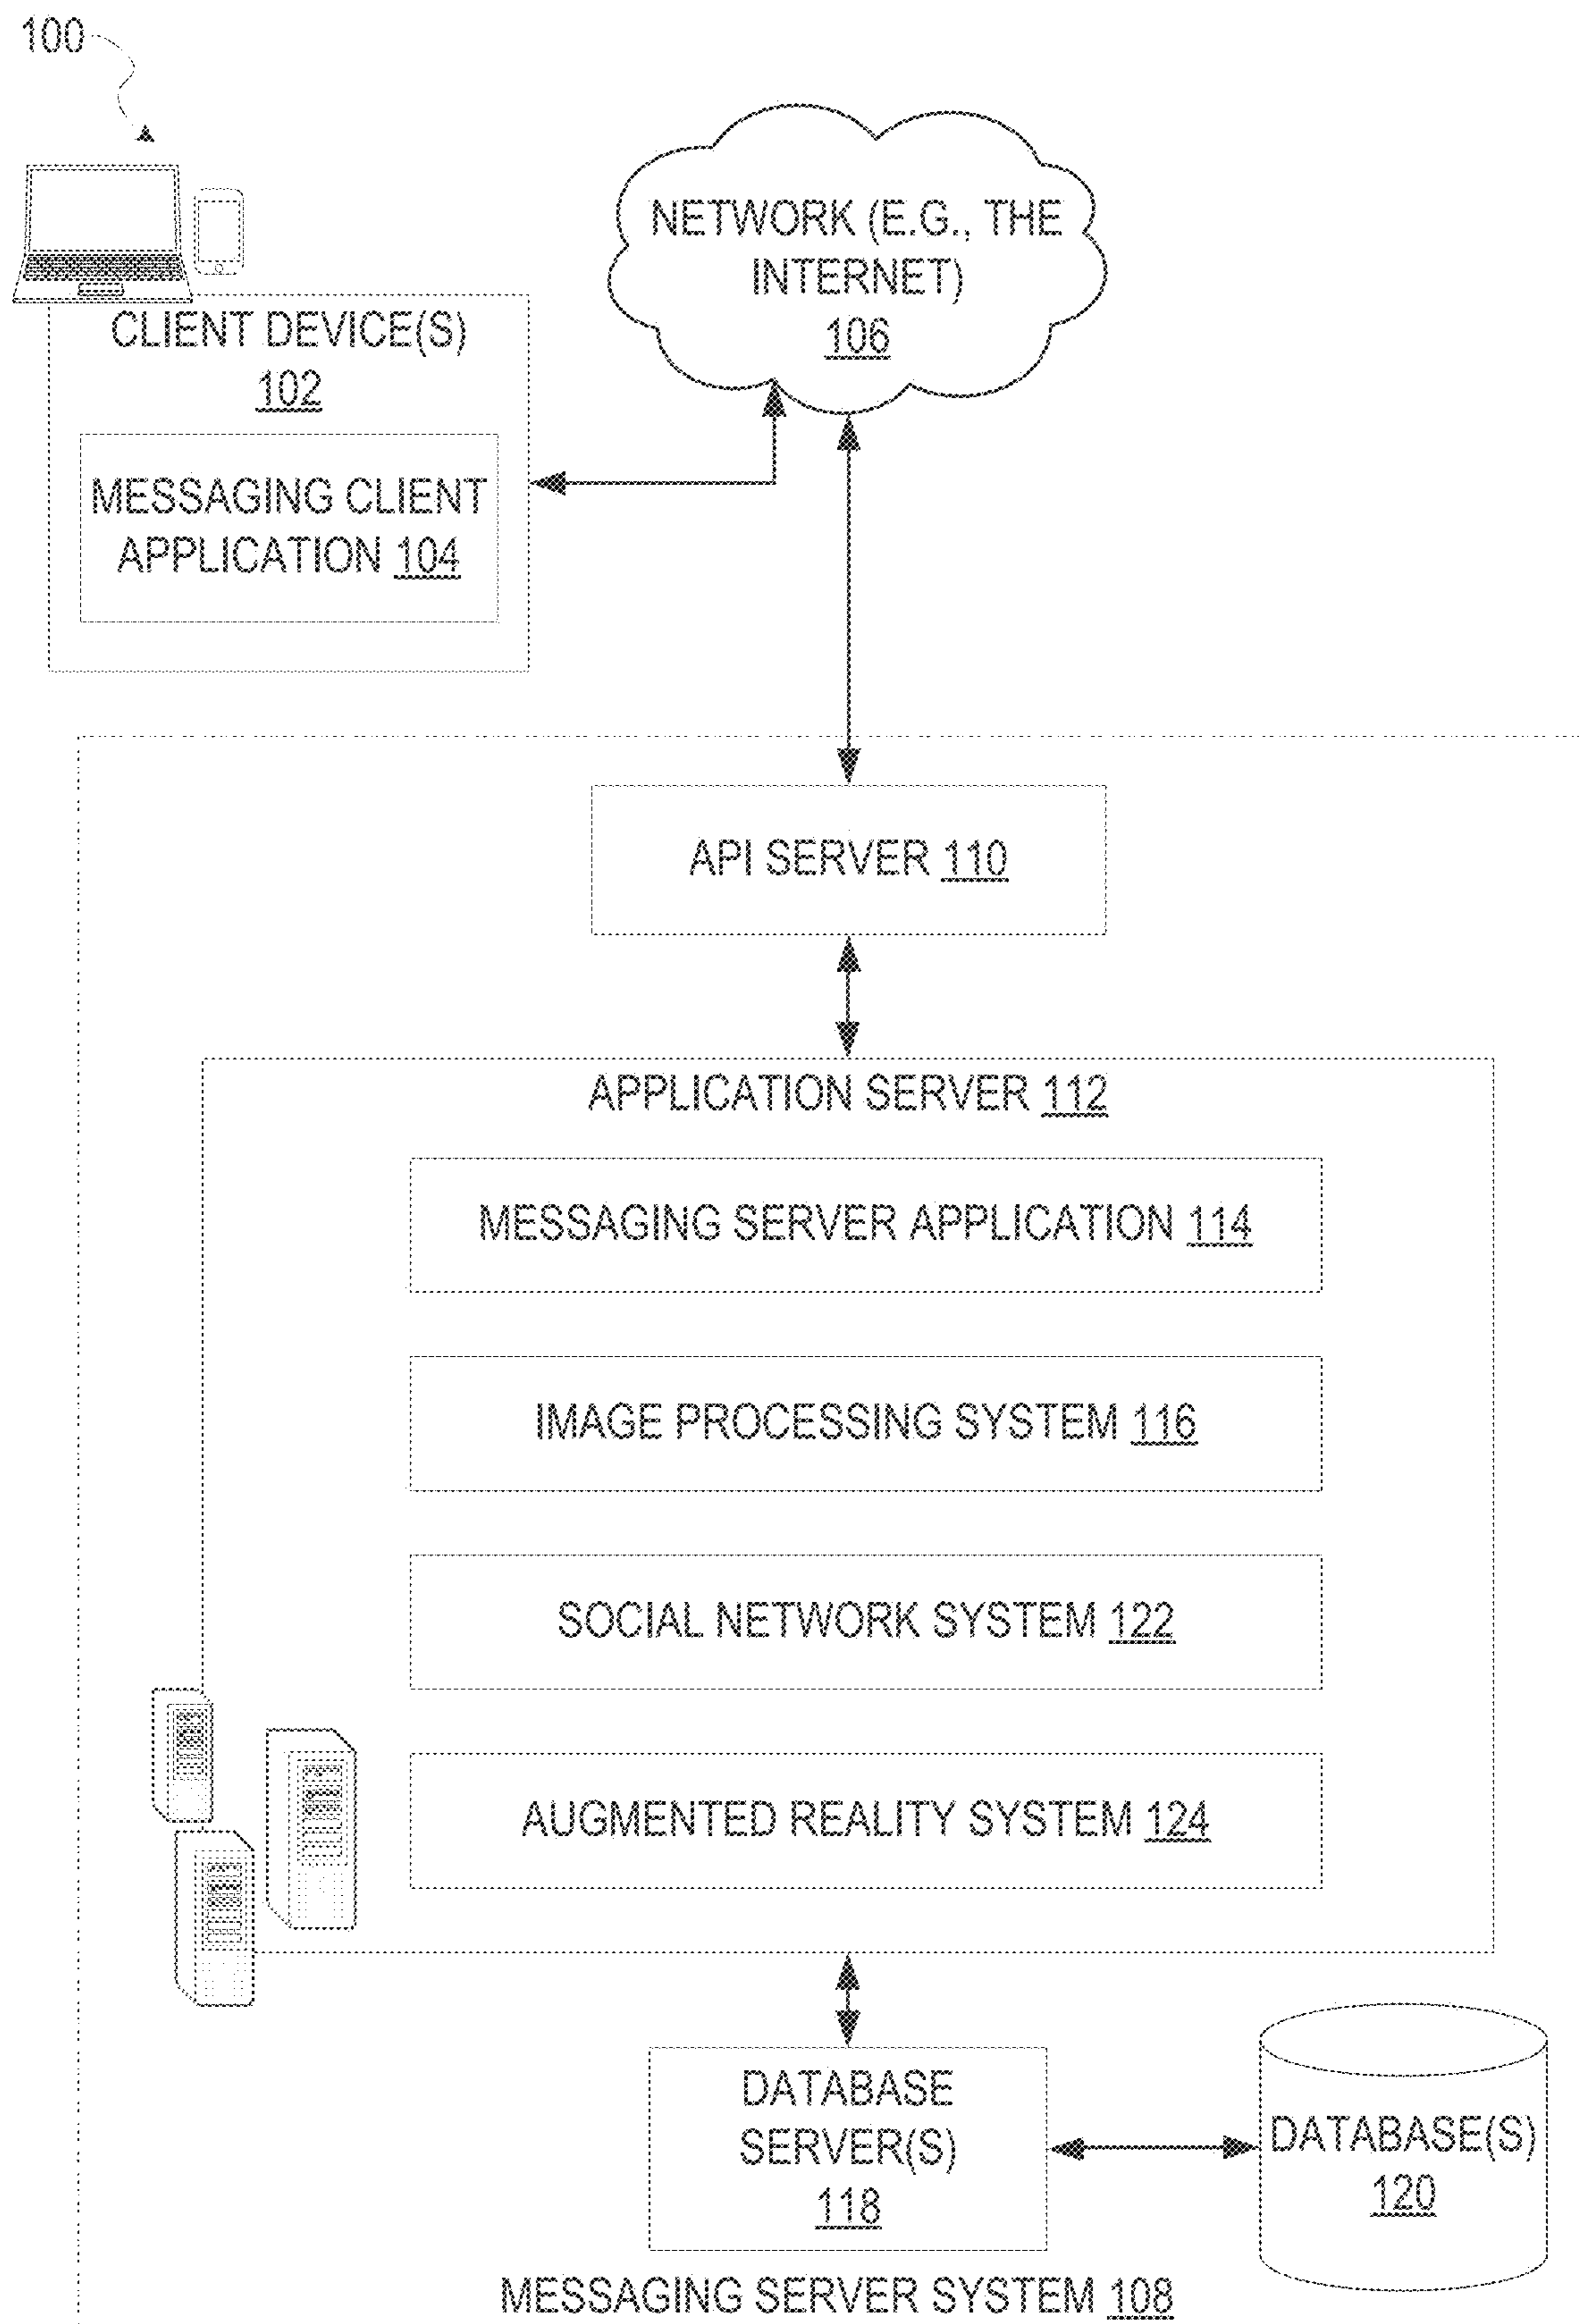 100
NETWORK (E.G., THE
INTERNET)
106
CLIENT DEVICE(S)
102
MESSAGING CLIENT
APPLICATION 104
API SERVER 110
APPLICATION SERVER 112
MESSAGING SERVER APPLICATION 114
IMAGE PROCESSING SYSTEM 116
SOCIAL NETWORK SYSTEM 122
AUGMENTED REALITY SYSTEM 124
DATABASE
SERVER(S)
118
DATABASE(S)
120
MESSAGING SERVER SYSTEM 108